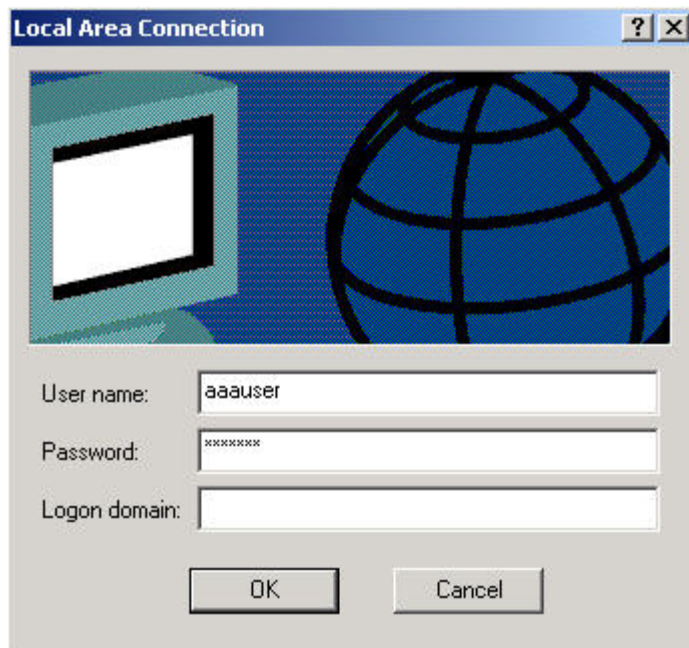 Local Area Connection
User name: aaauser
Password: *******
Logon domain:
OK Cancel